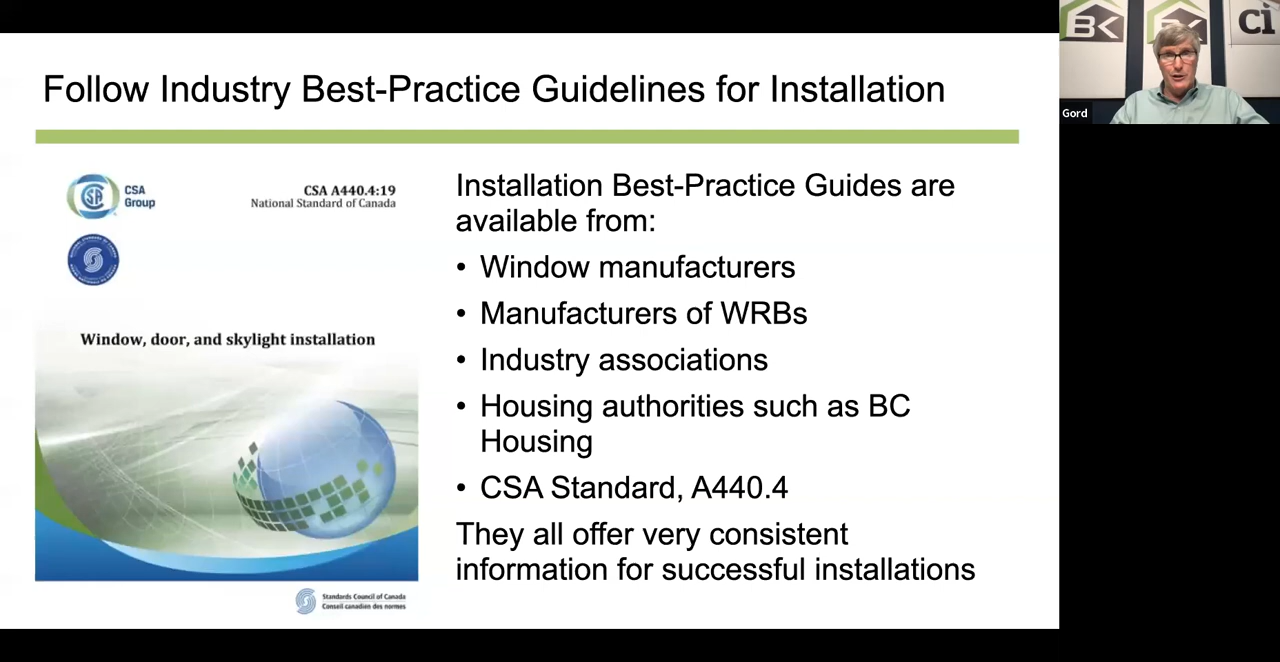 Follow Industry Best-Practice Guidelines for Installation
CSA
Group
CSA A440.4:19
National Standard of Canada
Window, door, and skylight installation
Standards Council of Canada
Conseil canadien des normes
Installation Best-Practice Guides are
available from:
• Window manufacturers
• Manufacturers of WRBs
• Industry associations
• Housing authorities such as BC
Housing
• CSA Standard, A440.4
They all offer very consistent
information for successful installations
BK
BK
ci
Gord